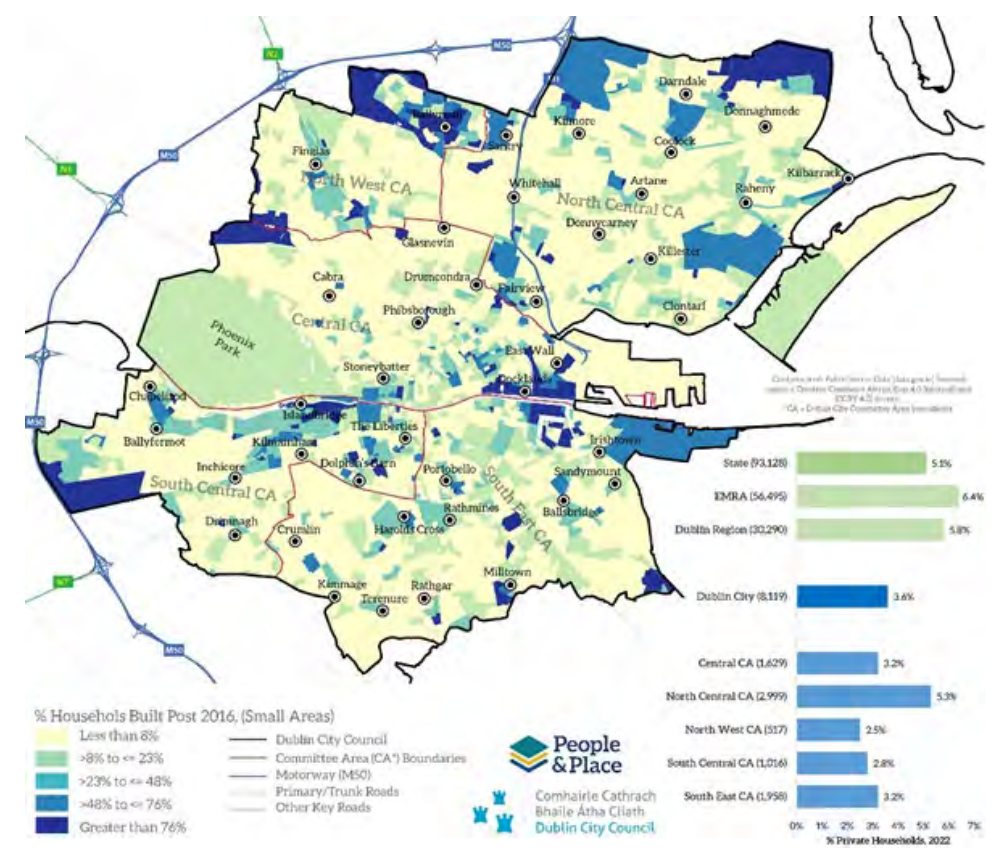 M50
N2
M50
N3
M50
M50
N7
M50
Darndale
Donnaghmede
Kilmore
Santry
Coolock
Finglas
North West CA
Kilbarrack
Whitehall
Artane
Raheny
North Central CA
Donnycarney
Glasnevin
Killester
Cabra
Drumcondra
Fairview
Clontarf
Phibsborough
Central CA
Phoenix
Park
East Wall
Stoneybatter
Docklands
Chapelizod
Islandbridge
The Liberties
Ballyfermot
Kilmainham
Irishtown
Inchicore
Dolphin's Barn
Portobello
Sandymount
South Central CA
South East CA
Ballsbridge
Rathmines
Harold's Cross
Drimnagh
Crumlin
Milltown
Kimmage
Rathgar
Terenure
State (93,128)
5.1%
EMRA (56,495)
6.4%
Dublin Region (30,290)
5.8%
Dublin City (8,119)
3.6%
Central CA (1,629)
3.2%
North Central CA (2,999)
5.3%
North West CA (517)
2.5%
South Central CA (1,016)
2.8%
South East CA (1,958)
3.2%
0% 1% 2% 3% 4% 5% 6% 7%
% Private Households, 2022
% Househols Built Post 2016, (Small Areas)
Less than 8%
>8% to <= 23%
>23% to <= 48%
>48% to <= 76%
Greater than 76%
Dublin City Council
Committee Area (CA*) Boundaries
Motorway (M50)
Primary/Trunk Roads
Other Key Roads
People
& Place
Comhairle Cathrach
Bhaile Átha Cliath
Dublin City Council